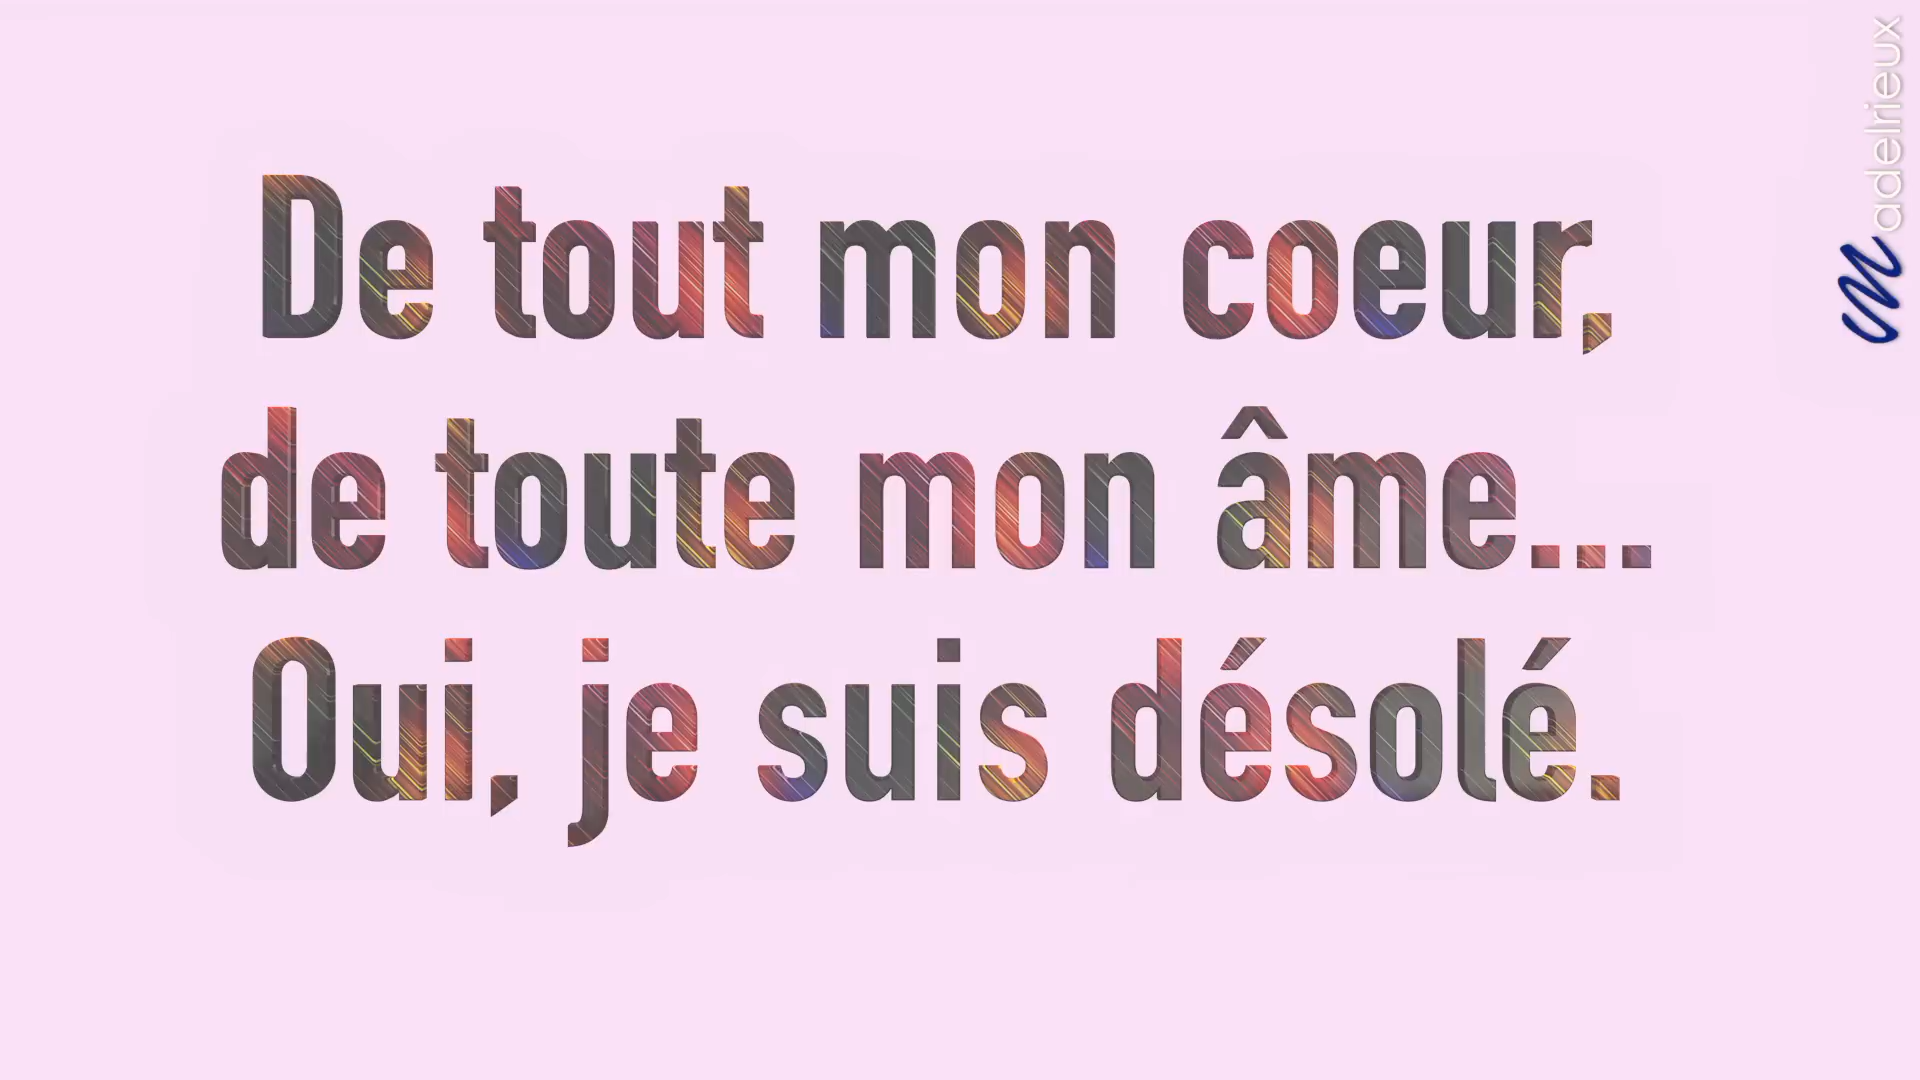 De tout mon coeur,
de toute mon âme...
Oui, je suis désolé.
Madelrieux